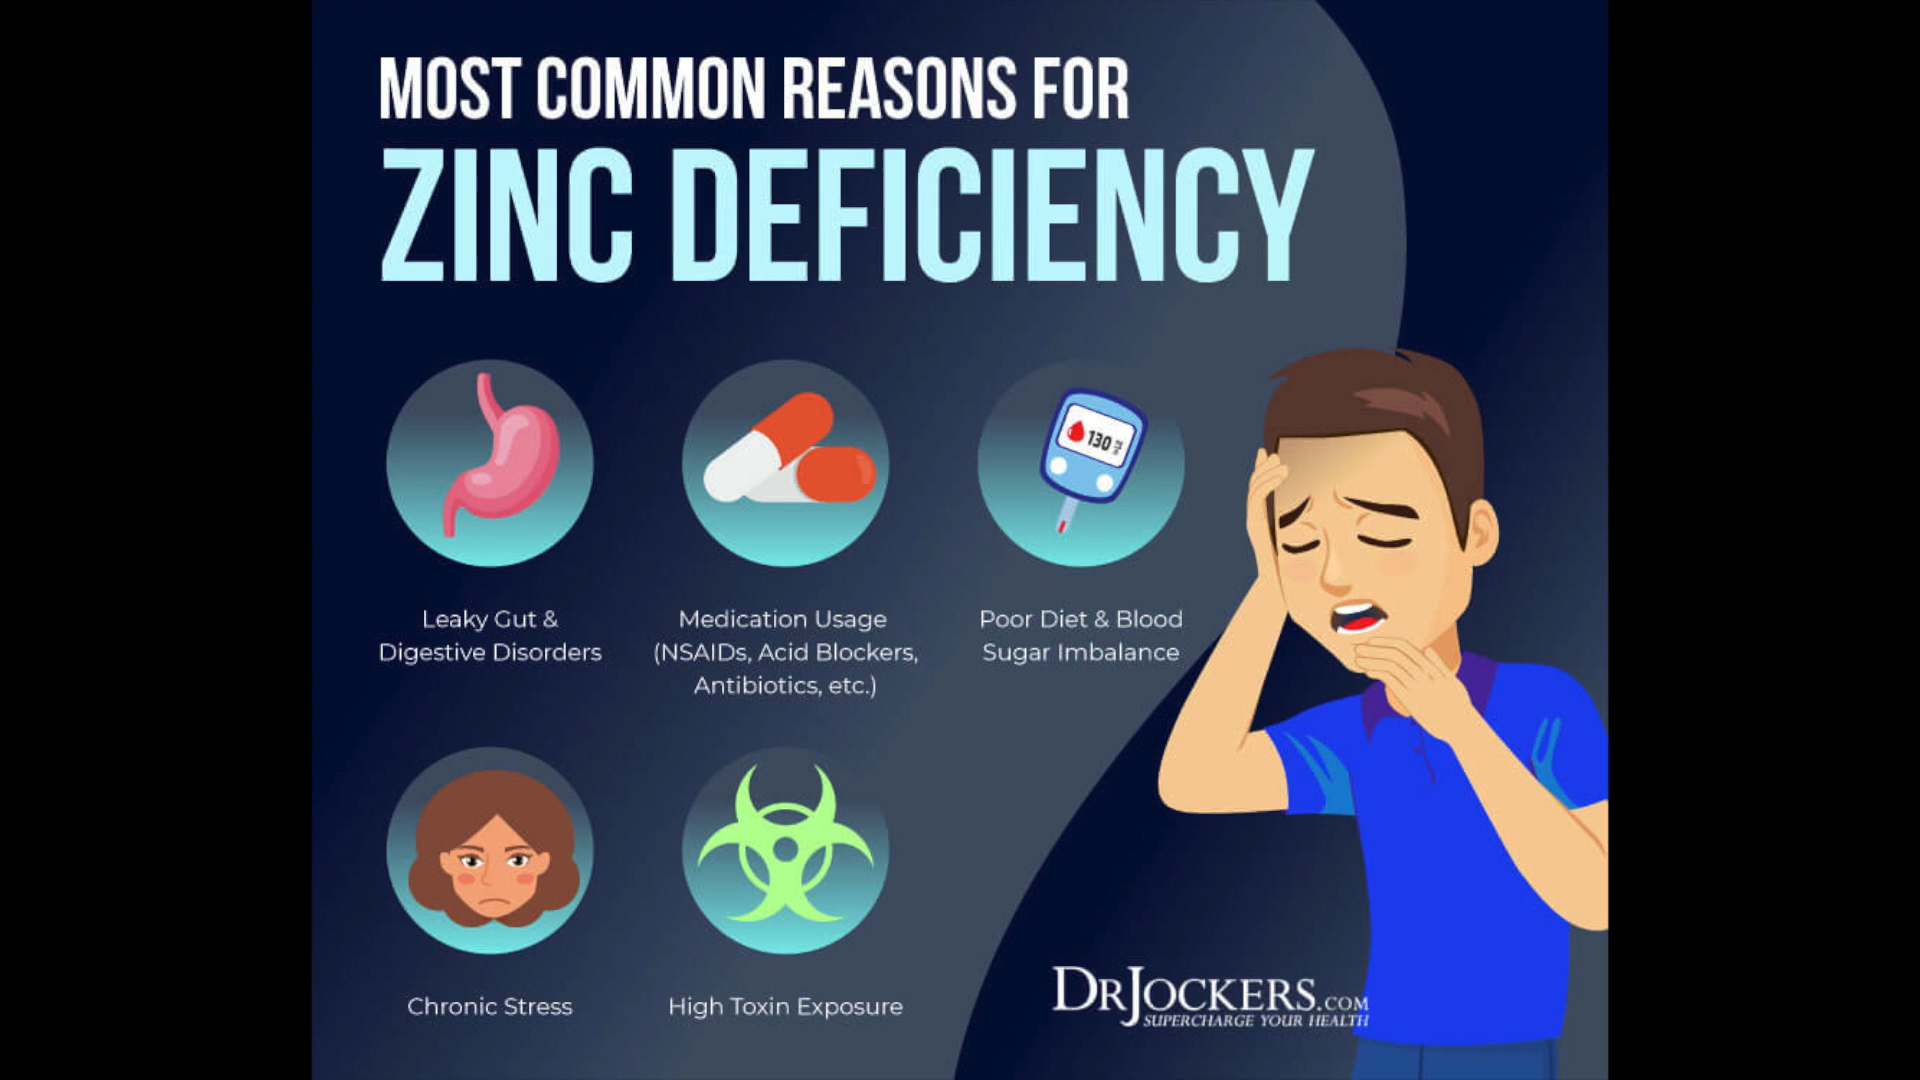 MOST COMMON REASONS FOR
ZINC DEFICIENCY
130
Leaky Gut &
Digestive Disorders
Medication Usage
(NSAIDs, Acid Blockers,
Antibiotics, etc.)
Poor Diet & Blood
Sugar Imbalance
Chronic Stress
High Toxin Exposure
DRJOCKERS.COM
SUPERCHARGE YOUR HEALTH